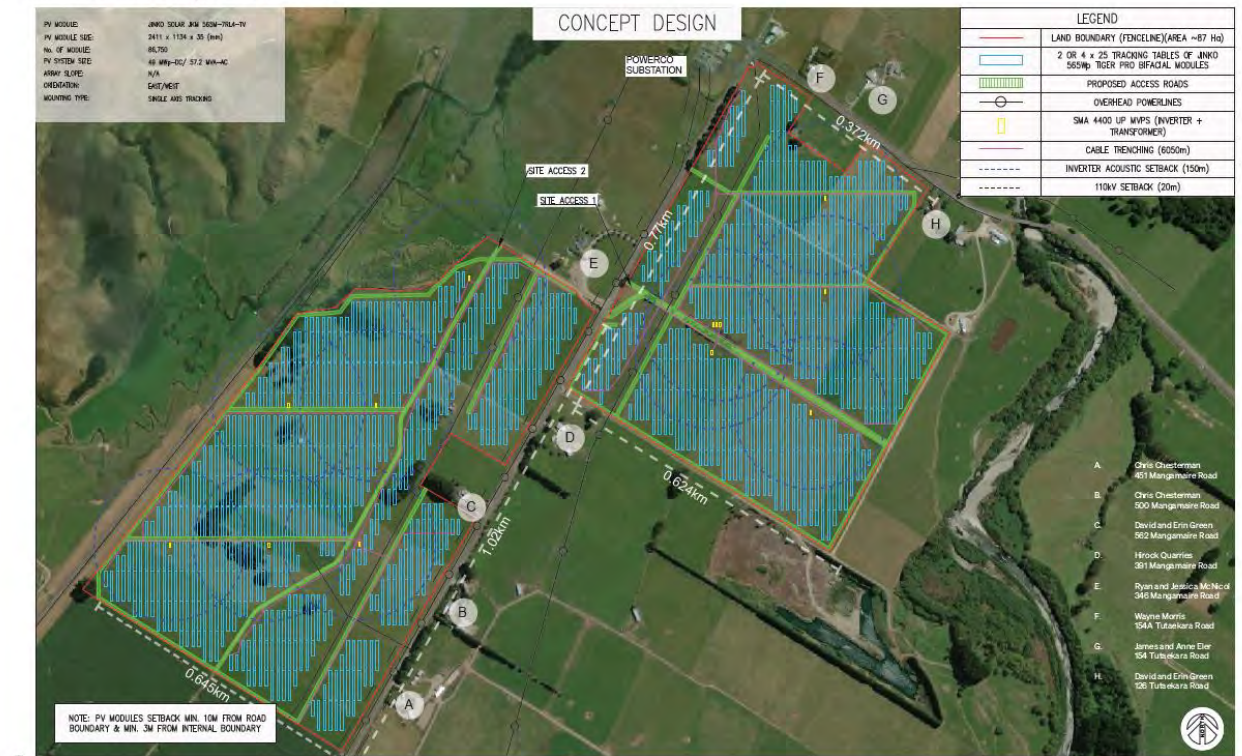 PV MODULE: JINKO SOLAR JKM 565M-7RL4-TV
PV MODULE SIZE: 2411 x 1134 x 35 (mm)
No. OF MODULE: 86,750
PV SYSTEM SIZE: 49 MWp-DC/ 57.2 MVA-AC
ARRAY SLOPE: N/A
ORIENTATION: EAST/WEST
MOUNTING TYPE: SINGLE AXIS TRACKING
CONCEPT DESIGN
LEGEND
LAND BOUNDARY (FENCELINE)(AREA ~87 Ha)
2 OR 4 x 25 TRACKING TABLES OF JINKO
565Wp TIGER PRO BIFACIAL MODULES
PROPOSED ACCESS ROADS
OVERHEAD POWERLINES
SMA 4400 UP MVPS (INVERTER +
TRANSFORMER)
CABLE TRENCHING (6050m)
INVERTER ACOUSTIC SETBACK (150m)
110kV SETBACK (20m)
POWERCO
SUBSTATION
F
G
0.372km
SITE ACCESS 2
SITE ACCESS 1
H
0.77km
E
D
0.624km
C
1.02km
B
0.645km
A
A. Chris Chesterman
451 Mangamaire Road
B. Chris Chesterman
500 Mangamaire Road
C. David and Erin Green
562 Mangamaire Road
D. Hirock Quarries
391 Mangamaire Road
E. Ryan and Jessica McNicol
346 Mangamaire Road
F. Wayne Morris
154A Tutaekara Road
G. James and Anne Eler
154 Tutaekara Road
H. David and Erin Green
126 Tutaekara Road
NOTE: PV MODULES SETBACK MIN. 10M FROM ROAD
BOUNDARY & MIN. 3M FROM INTERNAL BOUNDARY